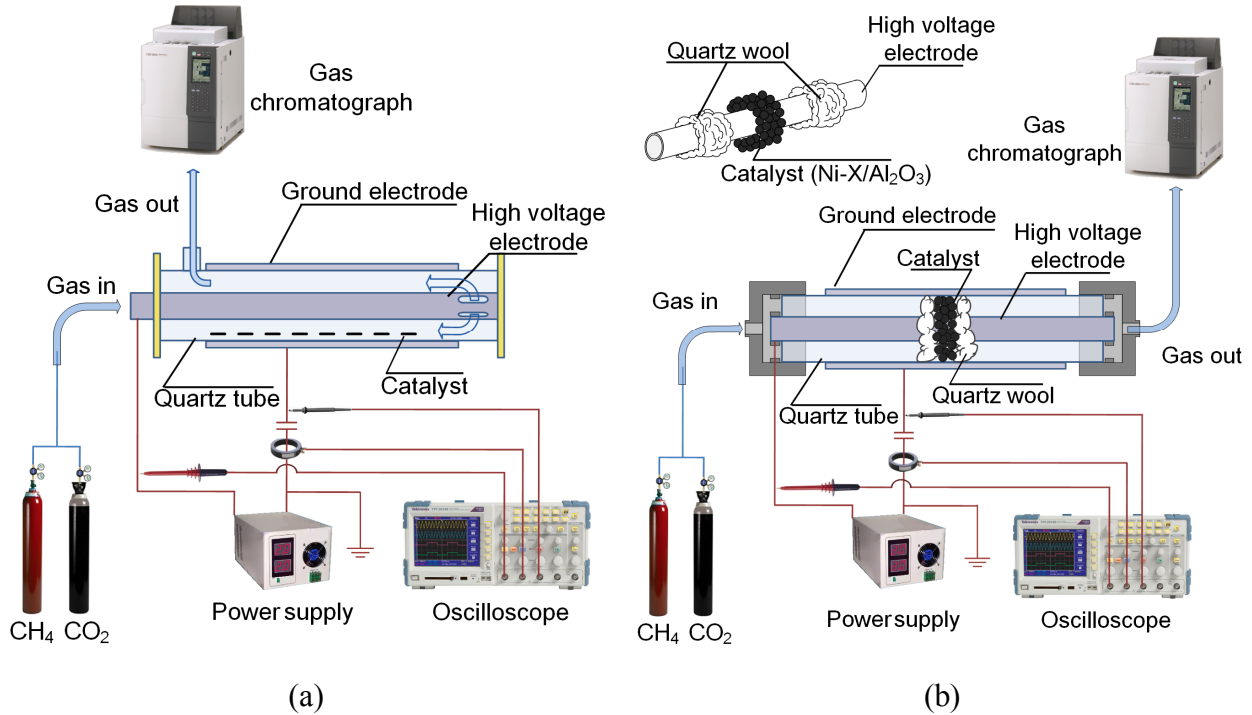 Gas
chromatograph
Gas out
Ground electrode
High voltage
electrode
Gas in
Quartz tube
Catalyst
CH₄
CO₂
Power supply
Oscilloscope
Tektronix
(a)
Quartz wool
High voltage
electrode
Catalyst (Ni-X/Al₂O₃)
Gas
chromatograph
Ground electrode
Catalyst
High voltage
electrode
Gas in
Gas out
Quartz tube
Quartz wool
CH₄
CO₂
Power supply
Oscilloscope
Tektronix
(b)